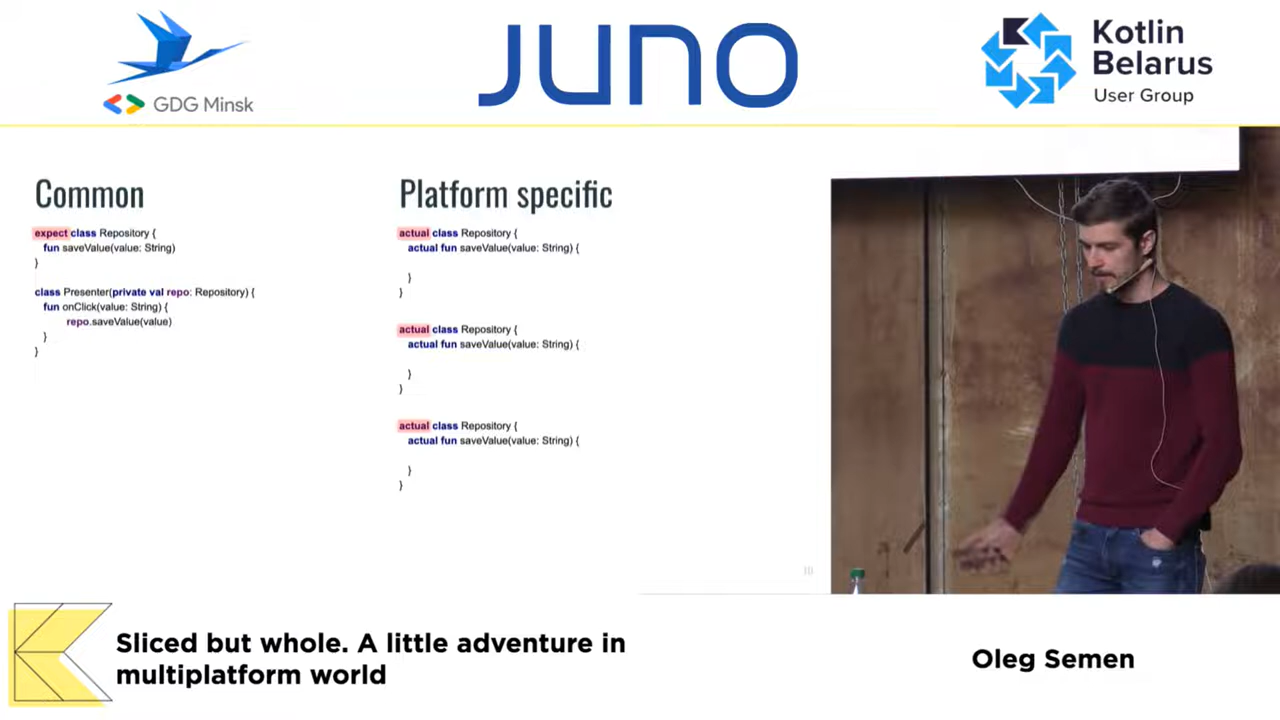 GDG Minsk
JUNO
Kotlin
Belarus
User Group
Common
expect class Repository {
fun saveValue(value: String)
}
class Presenter(private val repo: Repository) {
fun onClick(value: String) {
repo.saveValue(value)
}
}
Platform specific
actual class Repository {
actual fun saveValue(value: String) {
}
}
actual class Repository {
actual fun saveValue(value: String) {
}
}
actual class Repository {
actual fun saveValue(value: String) {
}
}
10
Sliced but whole. A little adventure in
multiplatform world
Oleg Semen